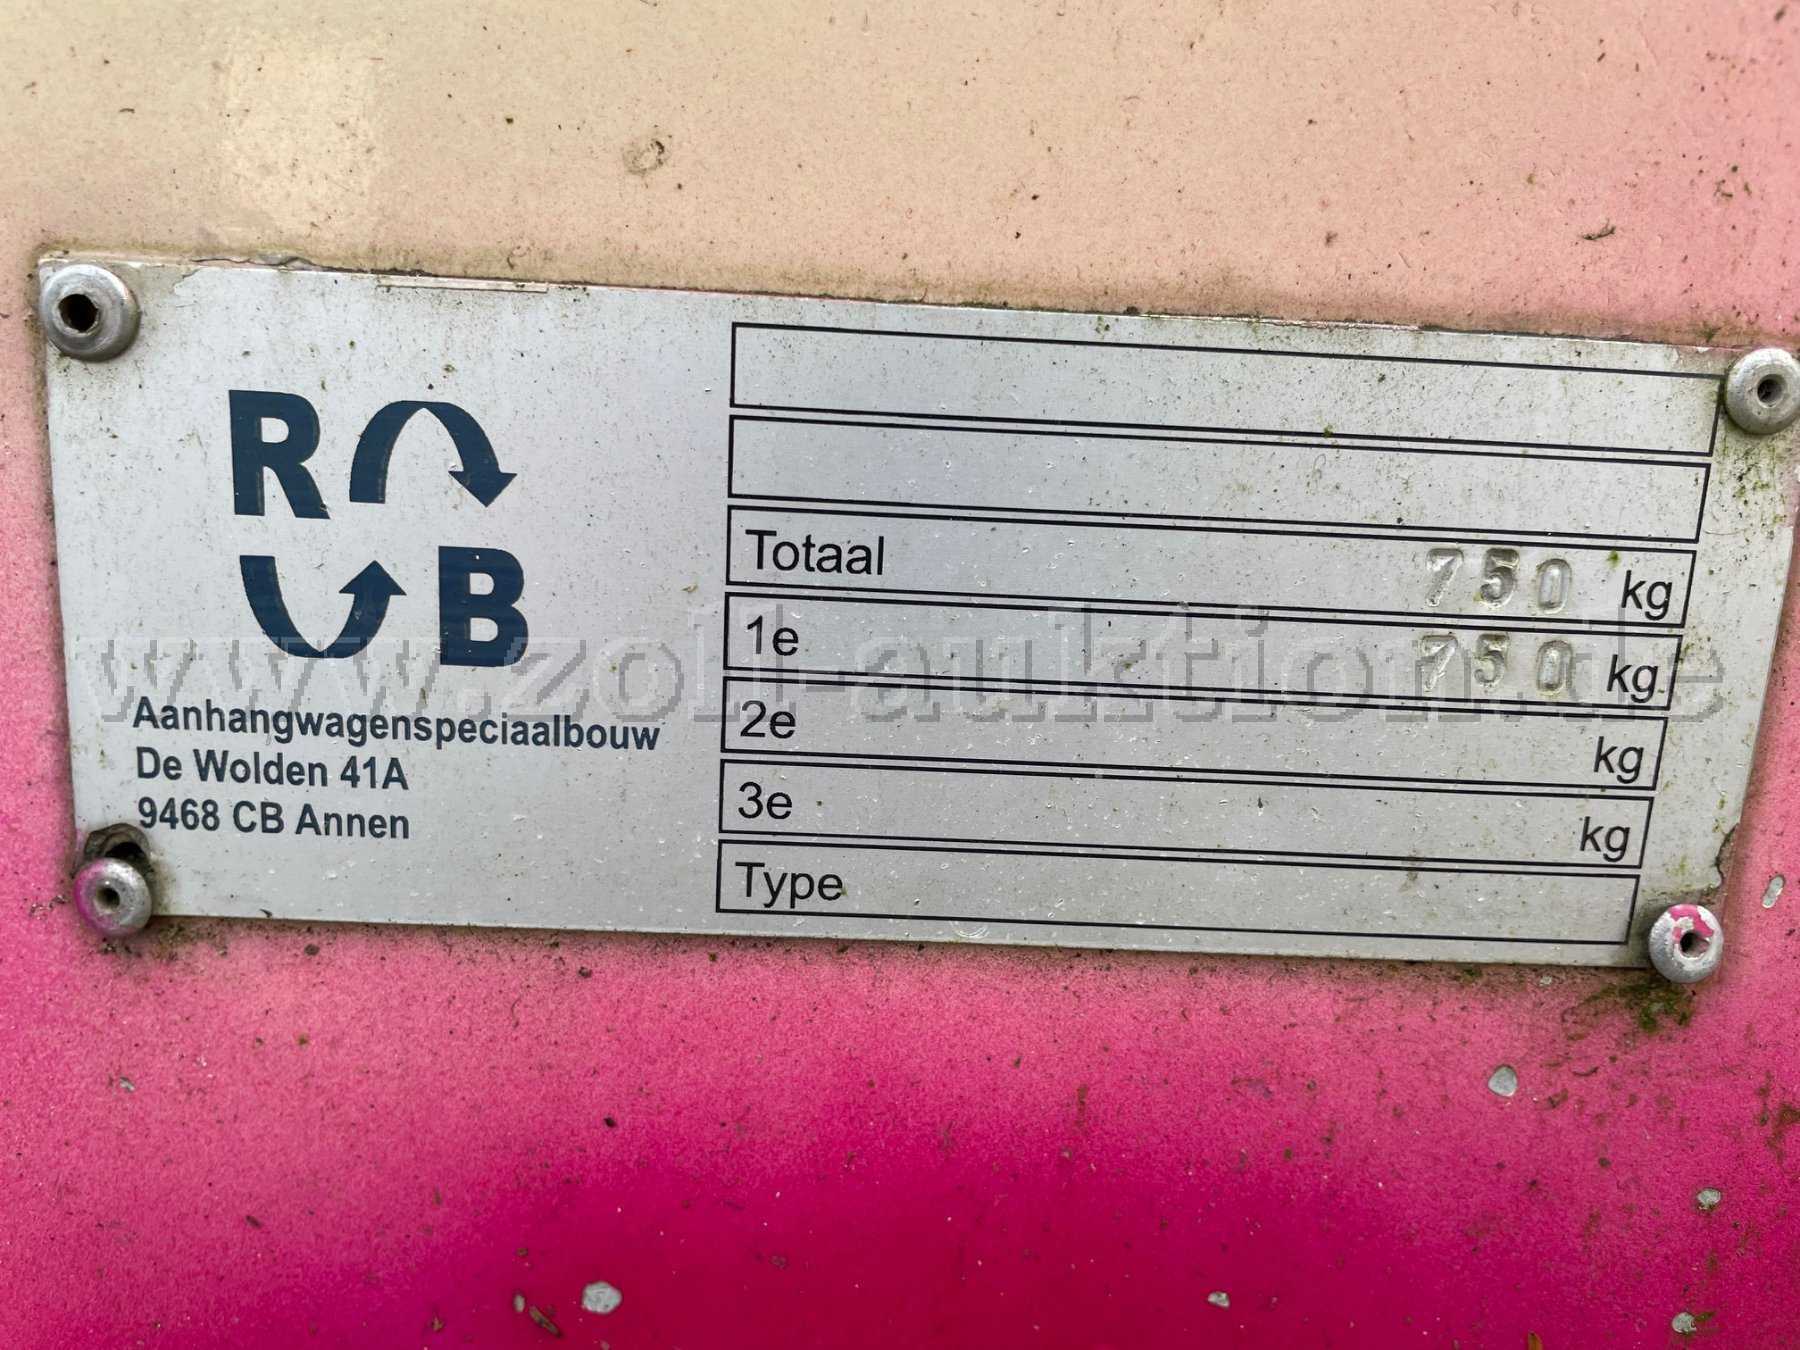 R
B
Aanhangwagenspeciaalbouw
De Wolden 41A
9468 CB Annen
Totaal 750 kg
1e 750 kg
2e kg
3e kg
Type
www.zoll-auktion.de